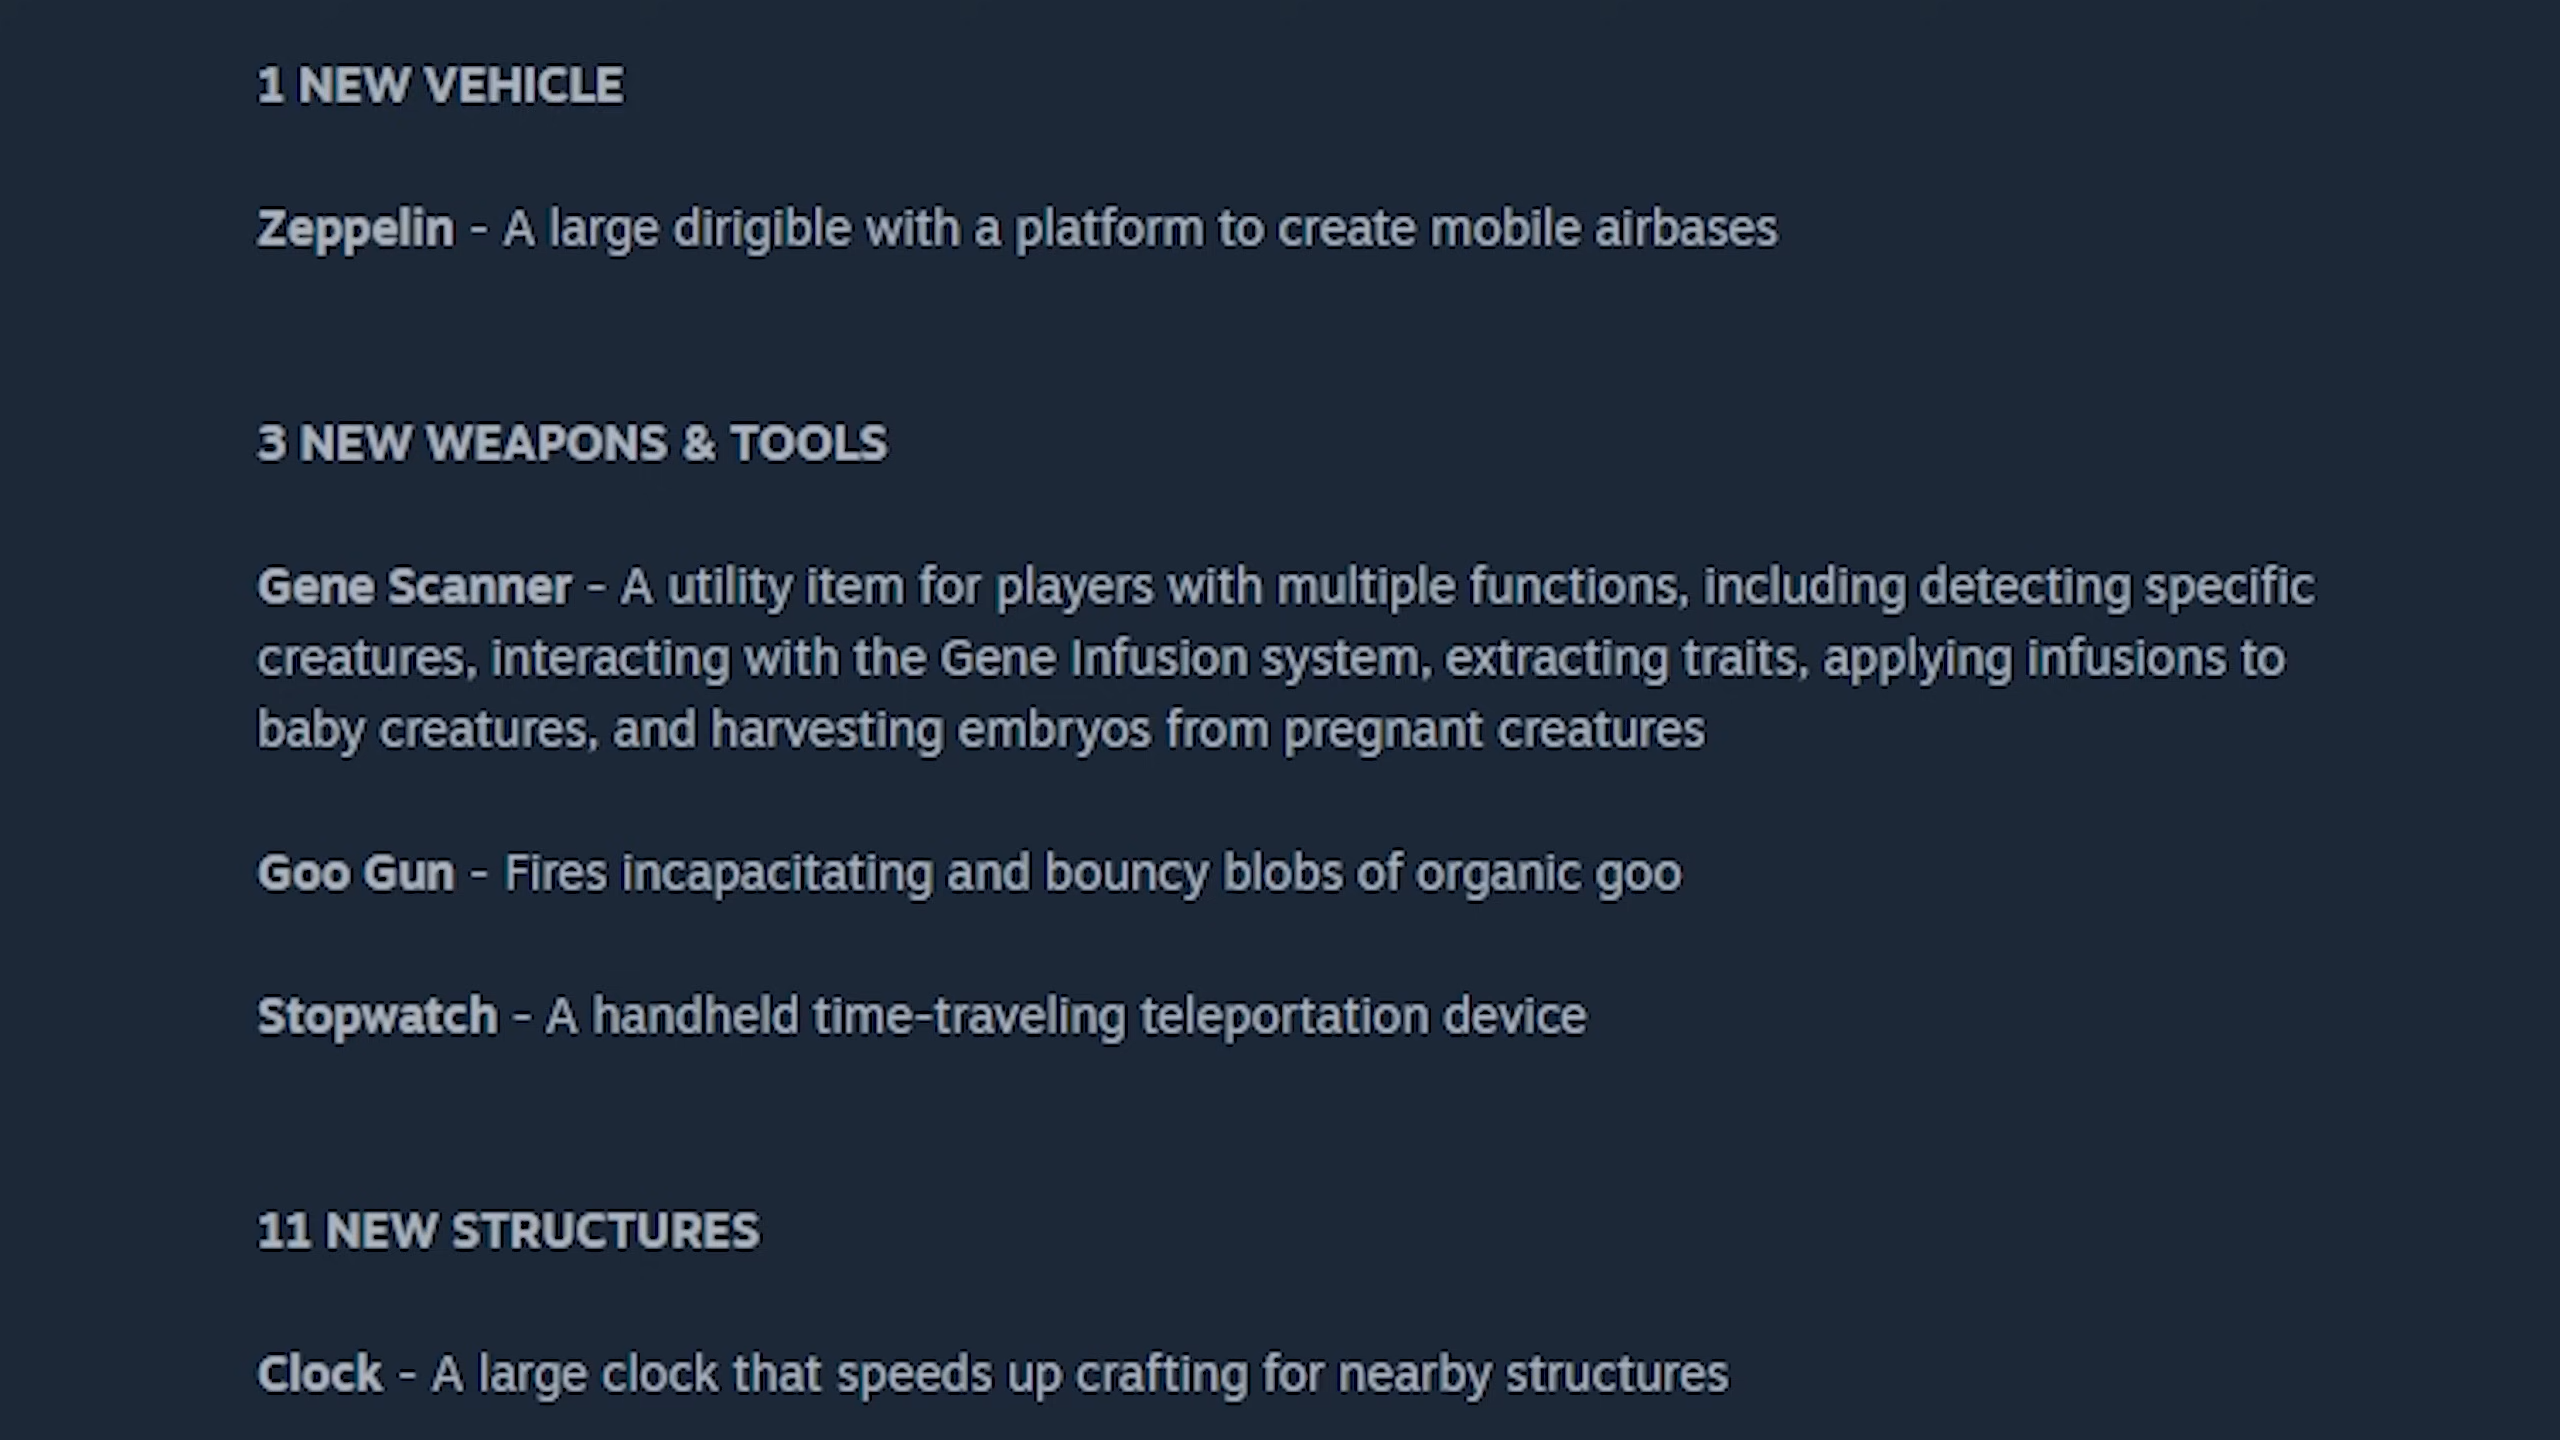 1 NEW VEHICLE
Zeppelin - A large dirigible with a platform to create mobile airbases
3 NEW WEAPONS & TOOLS
Gene Scanner - A utility item for players with multiple functions, including detecting specific
creatures, interacting with the Gene Infusion system, extracting traits, applying infusions to
baby creatures, and harvesting embryos from pregnant creatures
Goo Gun - Fires incapacitating and bouncy blobs of organic goo
Stopwatch - A handheld time-traveling teleportation device
11 NEW STRUCTURES
Clock - A large clock that speeds up crafting for nearby structures